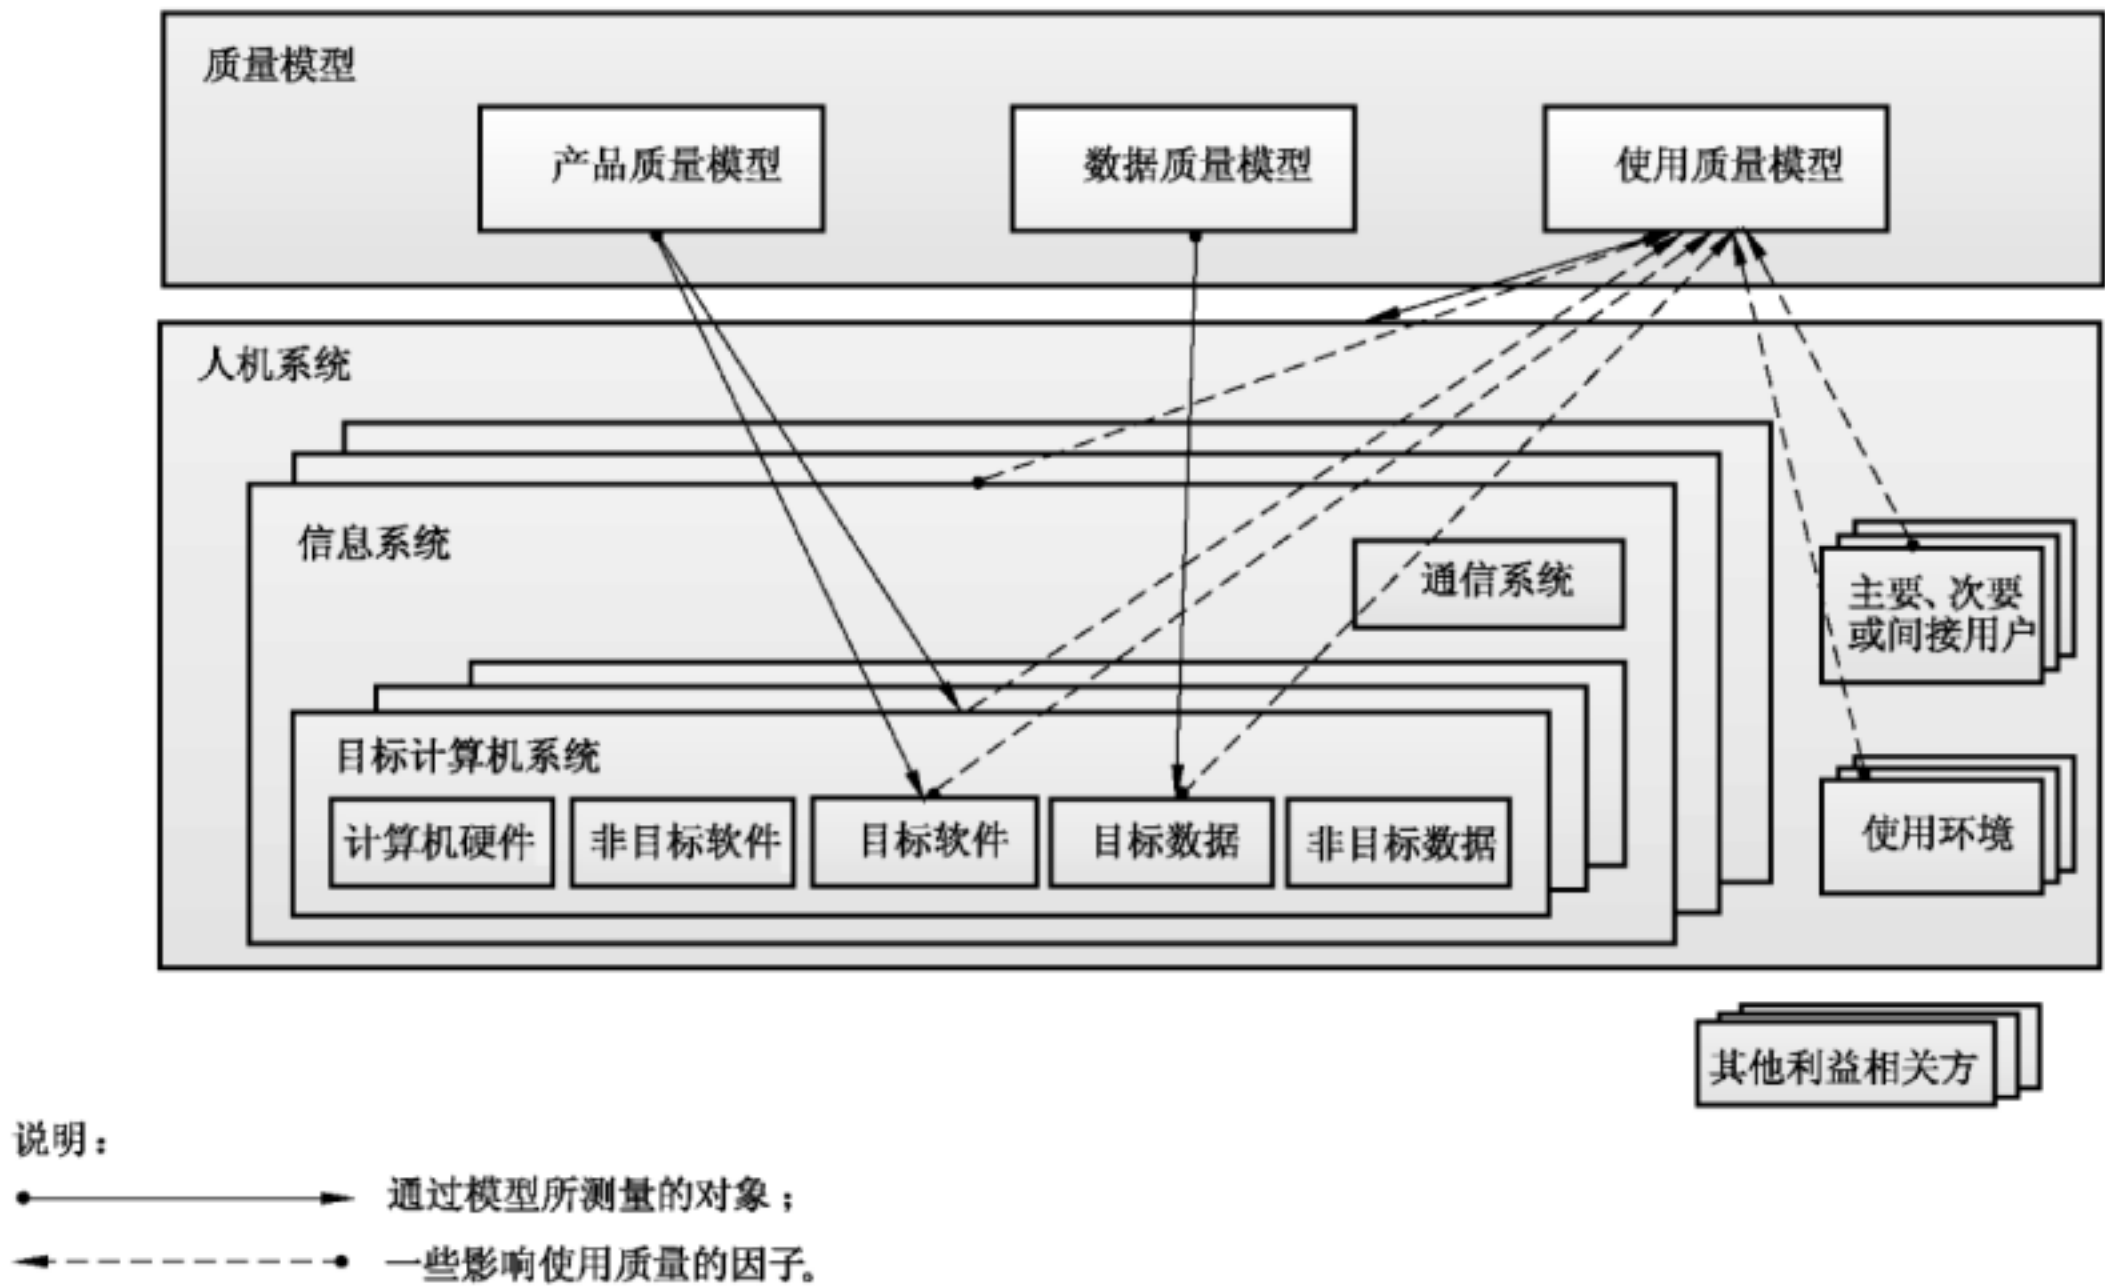 质量模型
产品质量模型
数据质量模型
使用质量模型
人机系统
信息系统
通信系统
主要、次要
或间接用户
目标计算机系统
计算机硬件
非目标软件
目标软件
目标数据
非目标数据
使用环境
其他利益相关方
说明：
通过模型所测量的对象；
一些影响使用质量的因子。